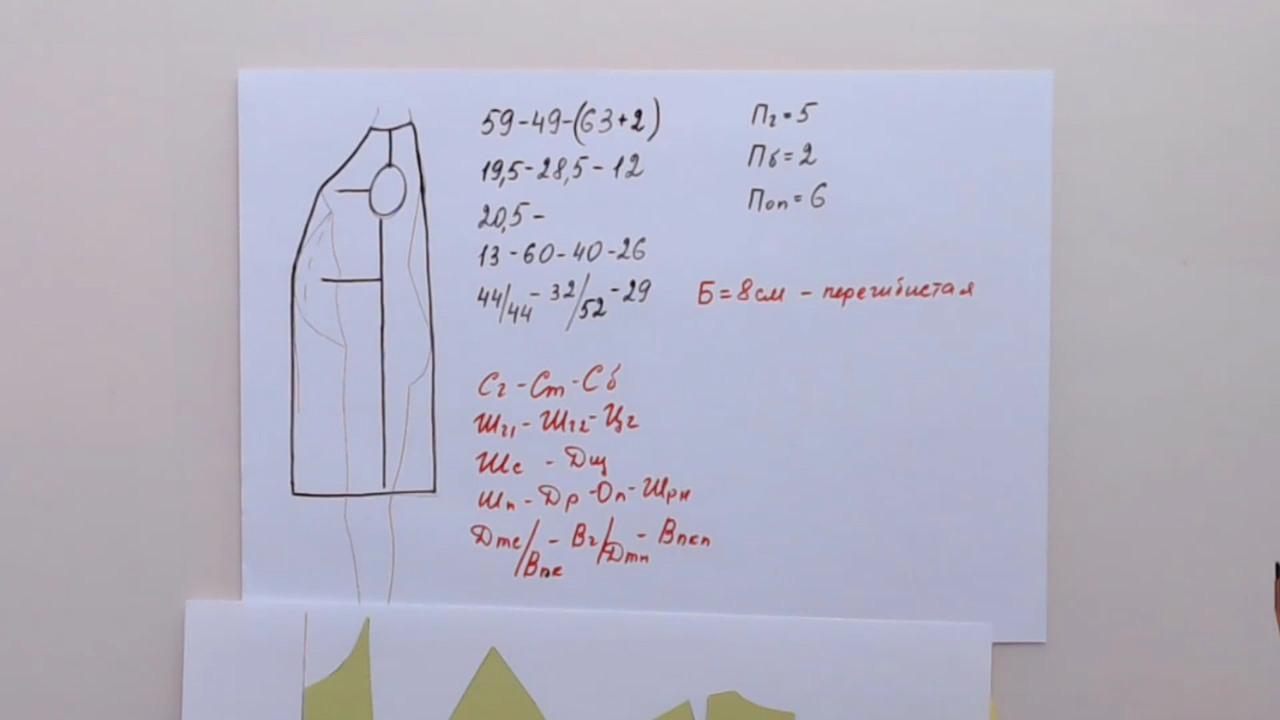 59-49-(63+2)
19,5-28,5-12
20,5-
13-60-40-26
44/44-32/52-29
Пг=5
Пб=2
Поп=6
Б=8см - перегибистая
Сг-Ст-Сб
Шг1-Шг2-Цг
Шс - Дщ
Шп-Др-Оп-Шрн
Дтс/Впк - Вг/Дтп - Впкп